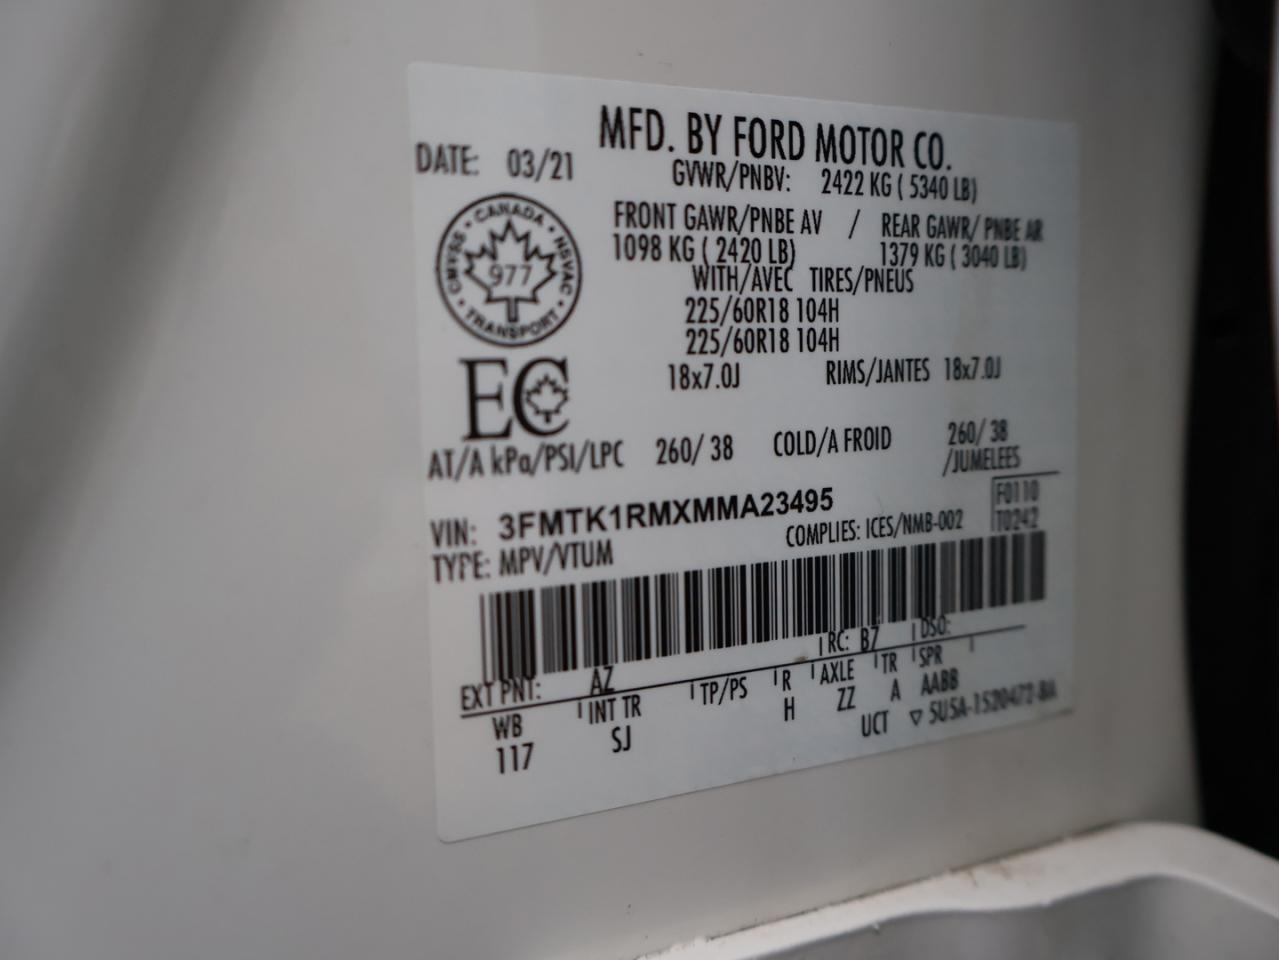 MFD. BY FORD MOTOR CO.
DATE: 03/21
GVWR/PNBV: 2422 KG ( 5340 LB)
FRONT GAWR/PNBE AV / REAR GAWR/ PNBE AR
1098 KG ( 2420 LB) 1379 KG ( 3040 LB)
WITH/AVEC TIRES/PNEUS
225/60R18 104H
225/60R18 104H
18x7.0J RIMS/JANTES 18x7.0J
CANADA • NSVAC • TRANSPORT • CMVSS •
977
EC
AT/A kPa/PSI/LPC 260/ 38 COLD/A FROID 260/ 38
/JUMELEES
VIN: 3FMTK1RMXMMA23495
F0110
T0242
TYPE: MPV/VTUM COMPLIES: ICES/NMB-002
EXT PNT: AZ RC: B7 DSO:
WB INT TR TP/PS R AXLE TR SPR
117 SJ H ZZ A AABB
UCT ▽ 5U5A-1520472-BA